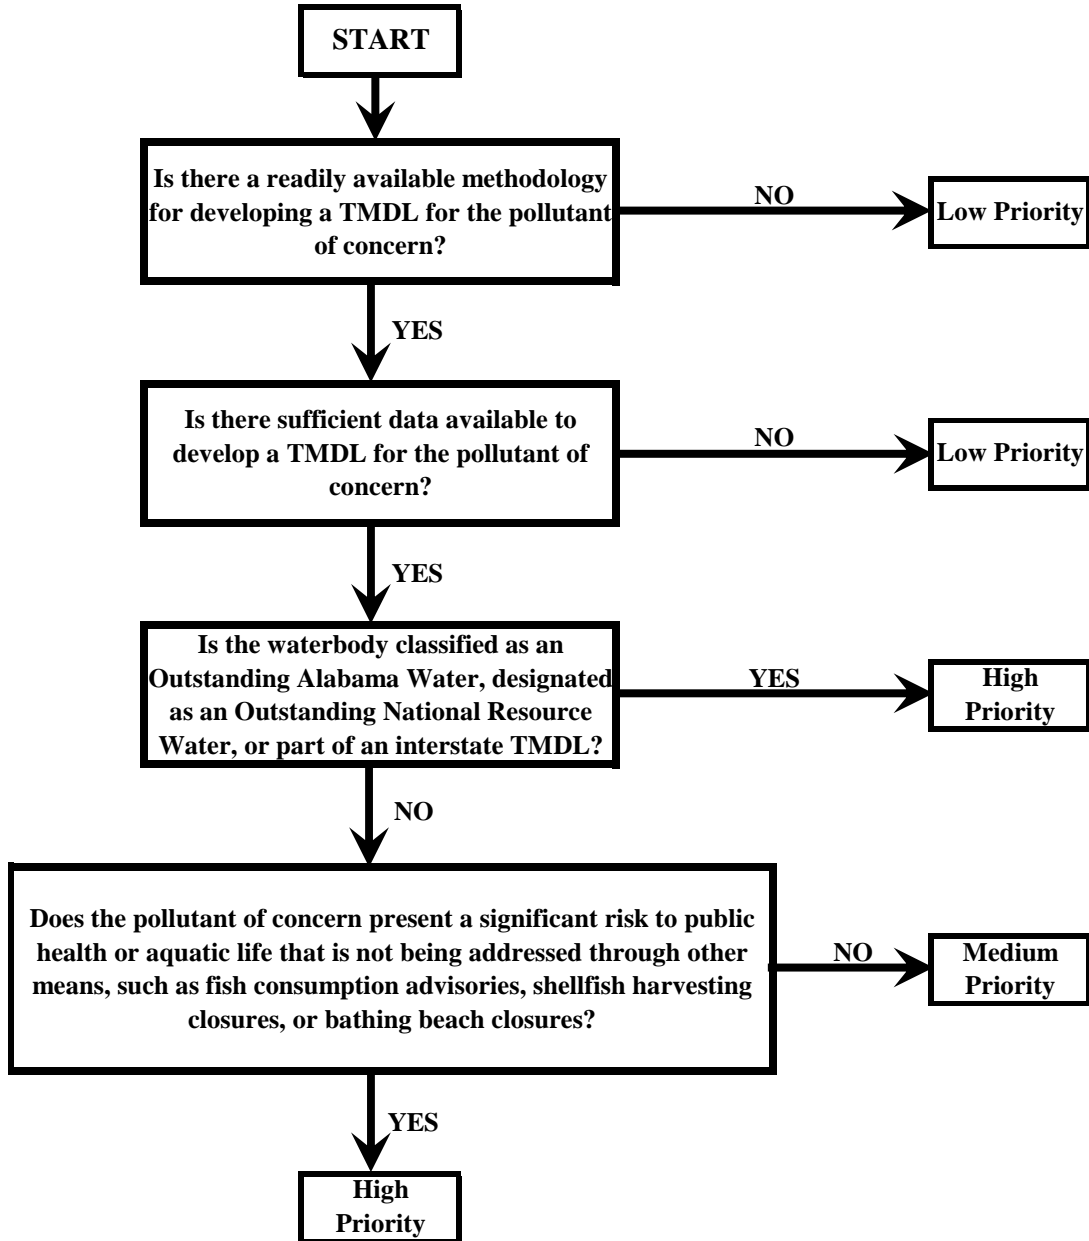 START
Is there a readily available methodology
for developing a TMDL for the pollutant
of concern?
NO
Low Priority
YES
Is there sufficient data available to
develop a TMDL for the pollutant of
concern?
NO
Low Priority
YES
Is the waterbody classified as an
Outstanding Alabama Water, designated
as an Outstanding National Resource
Water, or part of an interstate TMDL?
YES
High
Priority
NO
Does the pollutant of concern present a significant risk to public
health or aquatic life that is not being addressed through other
means, such as fish consumption advisories, shellfish harvesting
closures, or bathing beach closures?
NO
Medium
Priority
YES
High
Priority